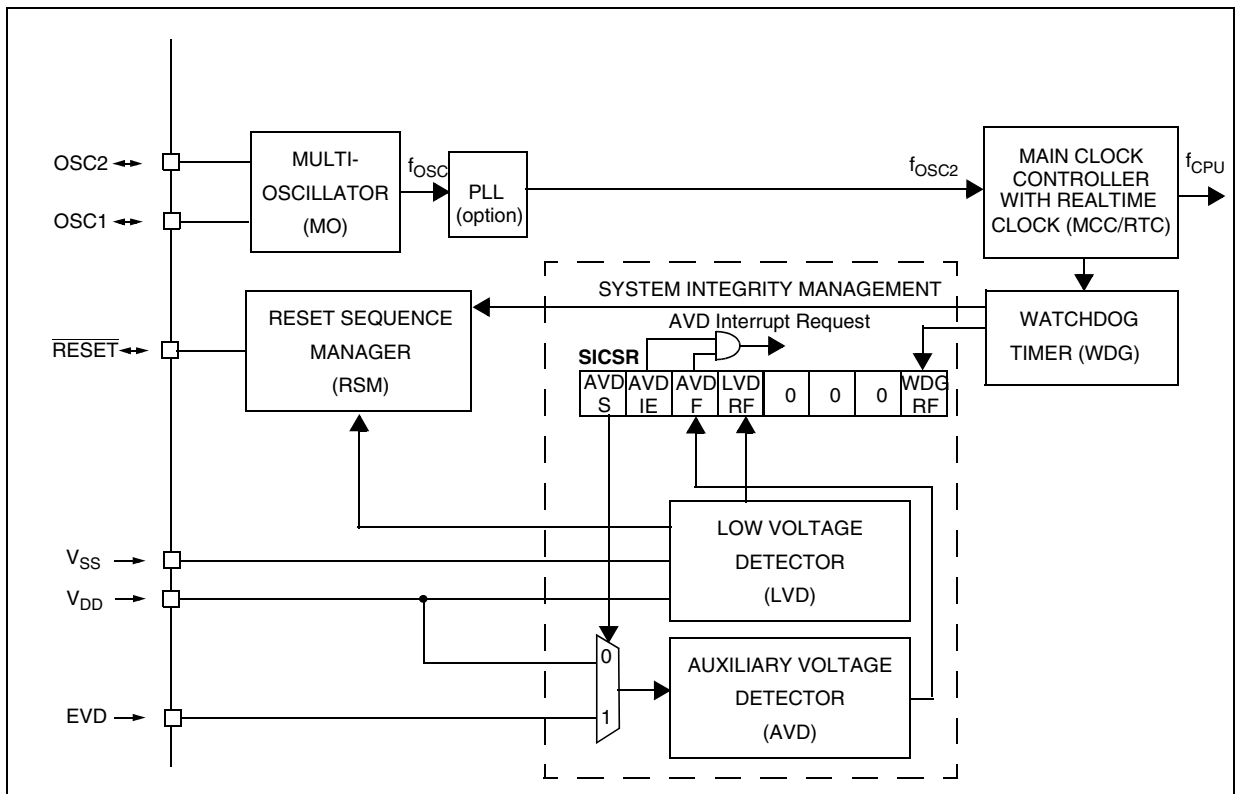 OSC2
OSC1
MULTI-
OSCILLATOR
(MO)
fOSC
PLL
(option)
fOSC2
MAIN CLOCK
CONTROLLER
WITH REALTIME
CLOCK (MCC/RTC)
fCPU
RESET
RESET SEQUENCE
MANAGER
(RSM)
SYSTEM INTEGRITY MANAGEMENT
AVD Interrupt Request
WATCHDOG
TIMER (WDG)
SICSR
AVD
S
AVD
IE
AVD
F
LVD
RF
0
0
0
WDG
RF
VSS
VDD
LOW VOLTAGE
DETECTOR
(LVD)
0
1
EVD
AUXILIARY VOLTAGE
DETECTOR
(AVD)